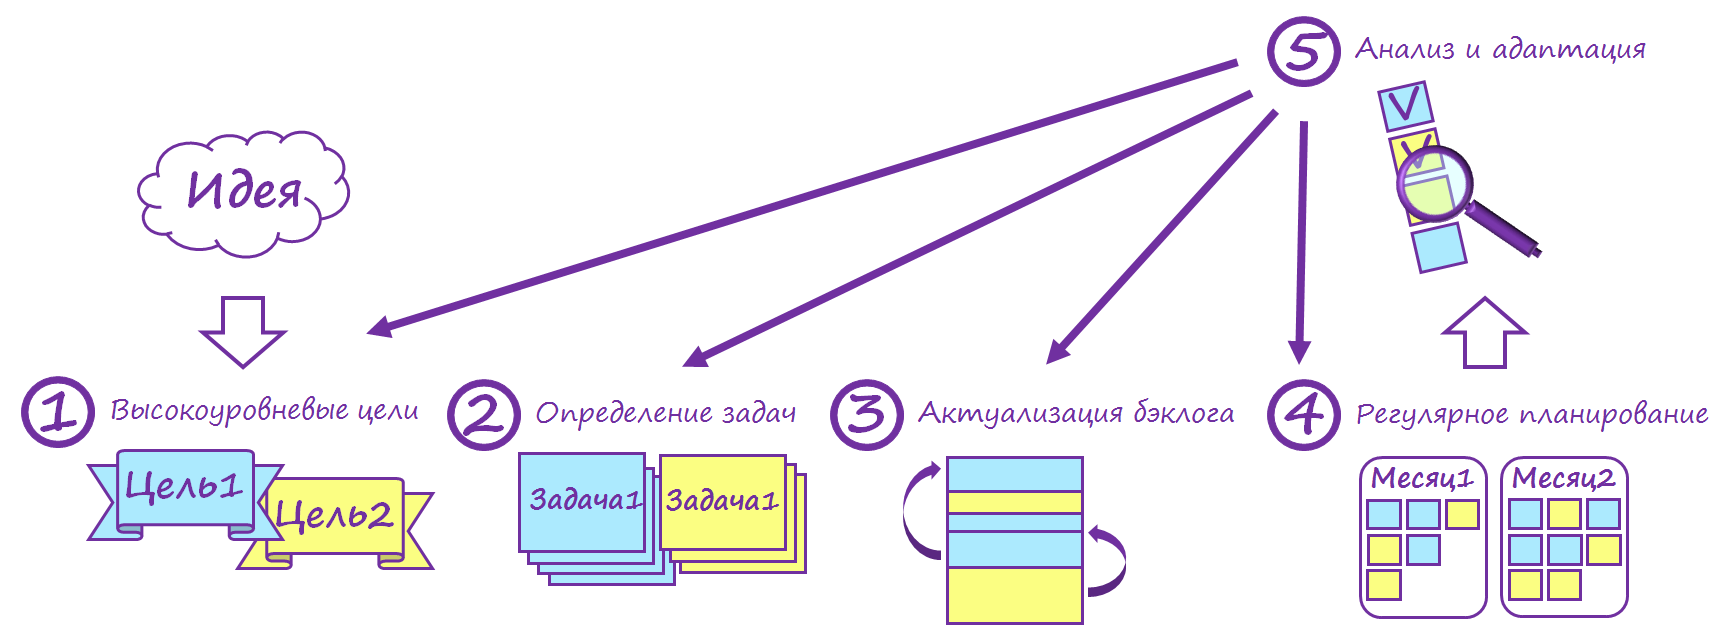 5 Анализ и адаптация
Идея
1 Высокоуровневые цели
2 Определение задач
3 Актуализация бэклога
4 Регулярное планирование
Цель1
Цель2
Задача1
Задача1
Месяц1
Месяц2